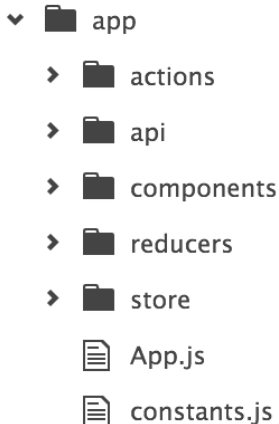 app
actions
api
components
reducers
store
App.js
constants.js